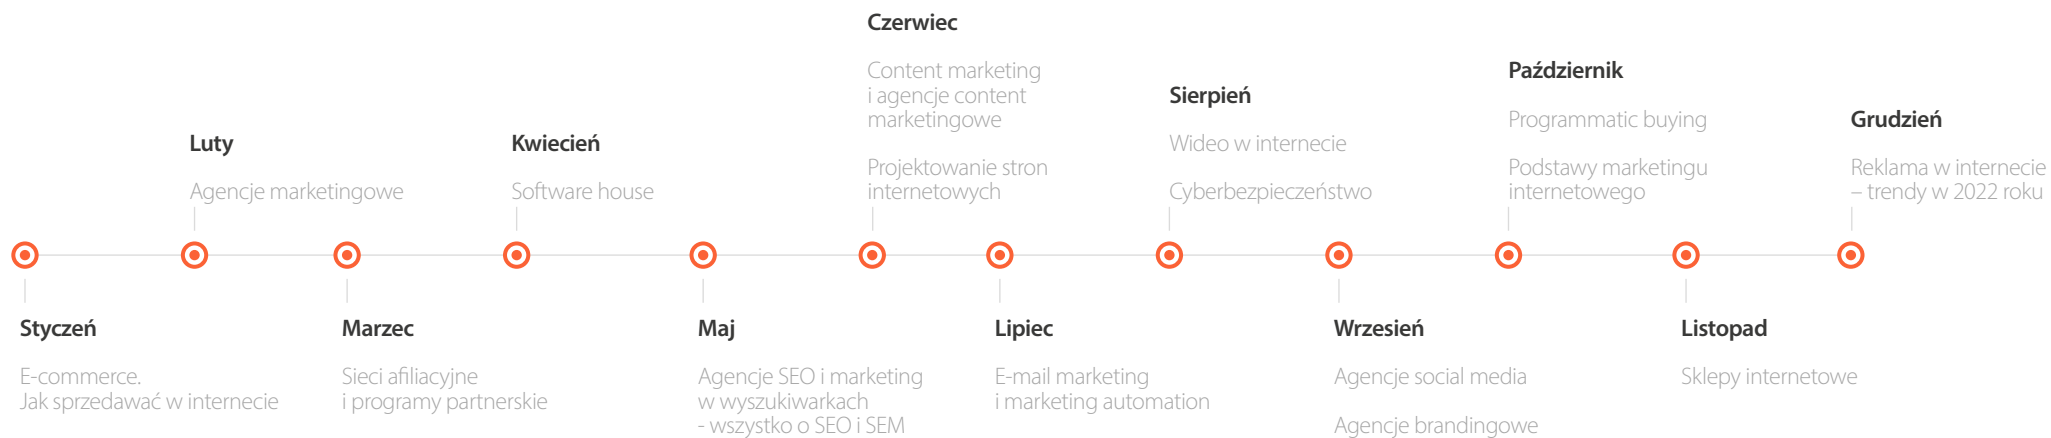 Styczeń
E-commerce.
Jak sprzedawać w internecie
Luty
Agencje marketingowe
Marzec
Sieci afiliacyjne
i programy partnerskie
Kwiecień
Software house
Maj
Agencje SEO i marketing
w wyszukiwarkach
- wszystko o SEO i SEM
Czerwiec
Content marketing
i agencje content
marketingowe
Projektowanie stron
internetowych
Lipiec
E-mail marketing
i marketing automation
Sierpień
Wideo w internecie
Cyberbezpieczeństwo
Wrzesień
Agencje social media
Agencje brandingowe
Październik
Programmatic buying
Podstawy marketingu
internetowego
Listopad
Sklepy internetowe
Grudzień
Reklama w internecie
– trendy w 2022 roku